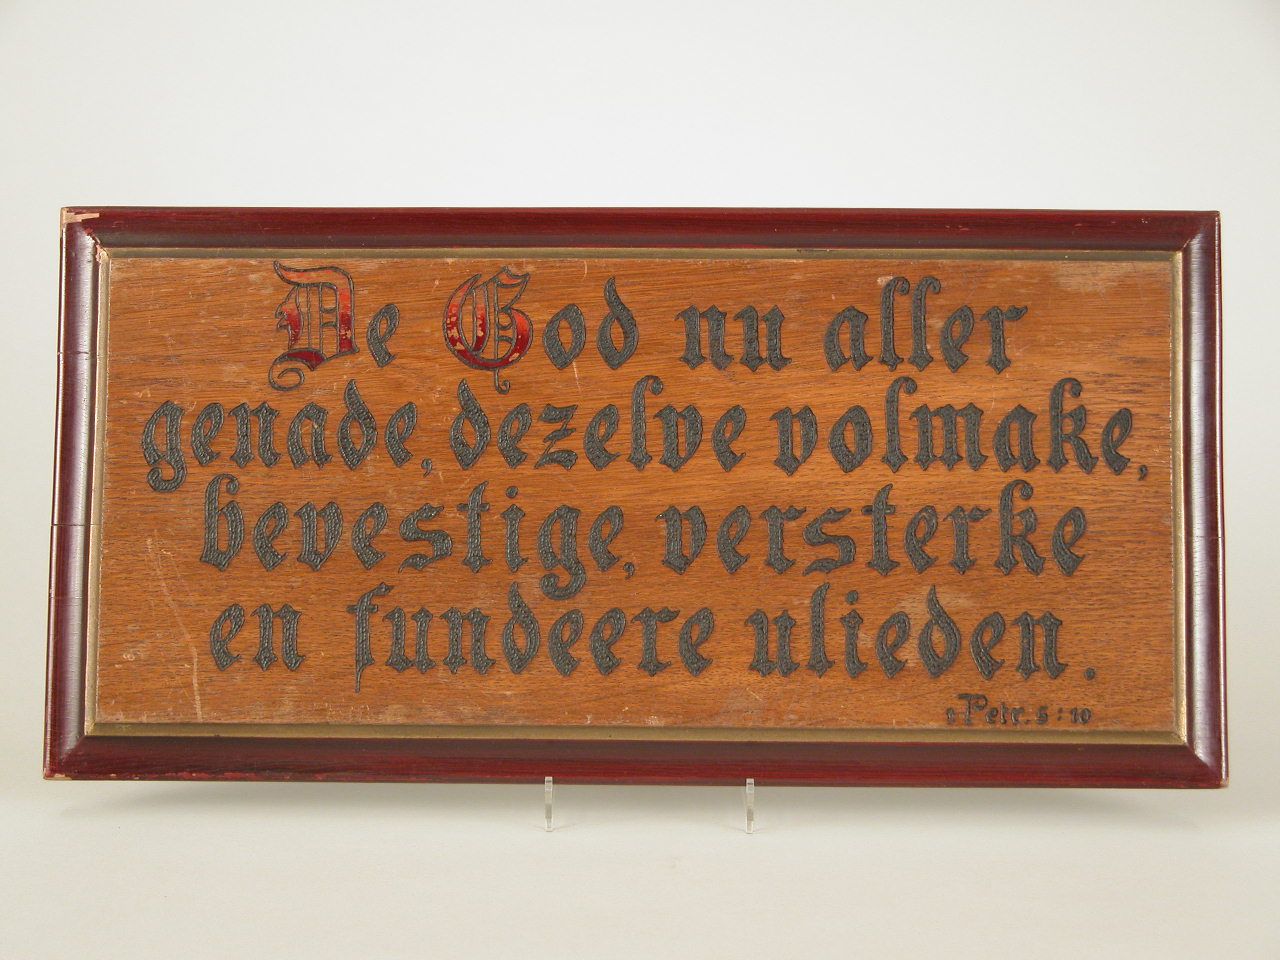 De God nu aller
genade, dezelve volmake,
bevestige, versterke
en fundeere ulieden.
1 Petr. 5:10